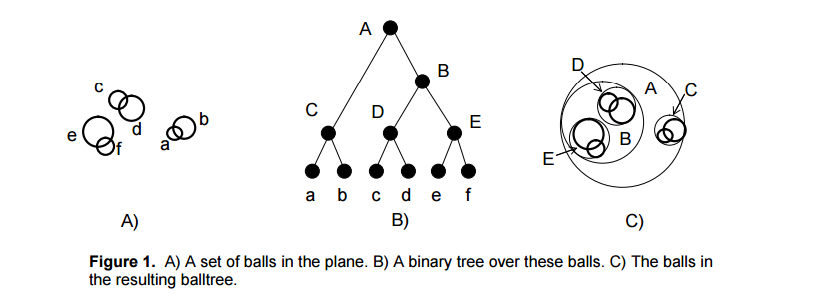 A
B
C
D
E
a b c d e f
B)
c
d
e
f
a
b
A)
D
A
C
B
E
C)
Figure 1. A) A set of balls in the plane. B) A binary tree over these balls. C) The balls in
the resulting balltree.